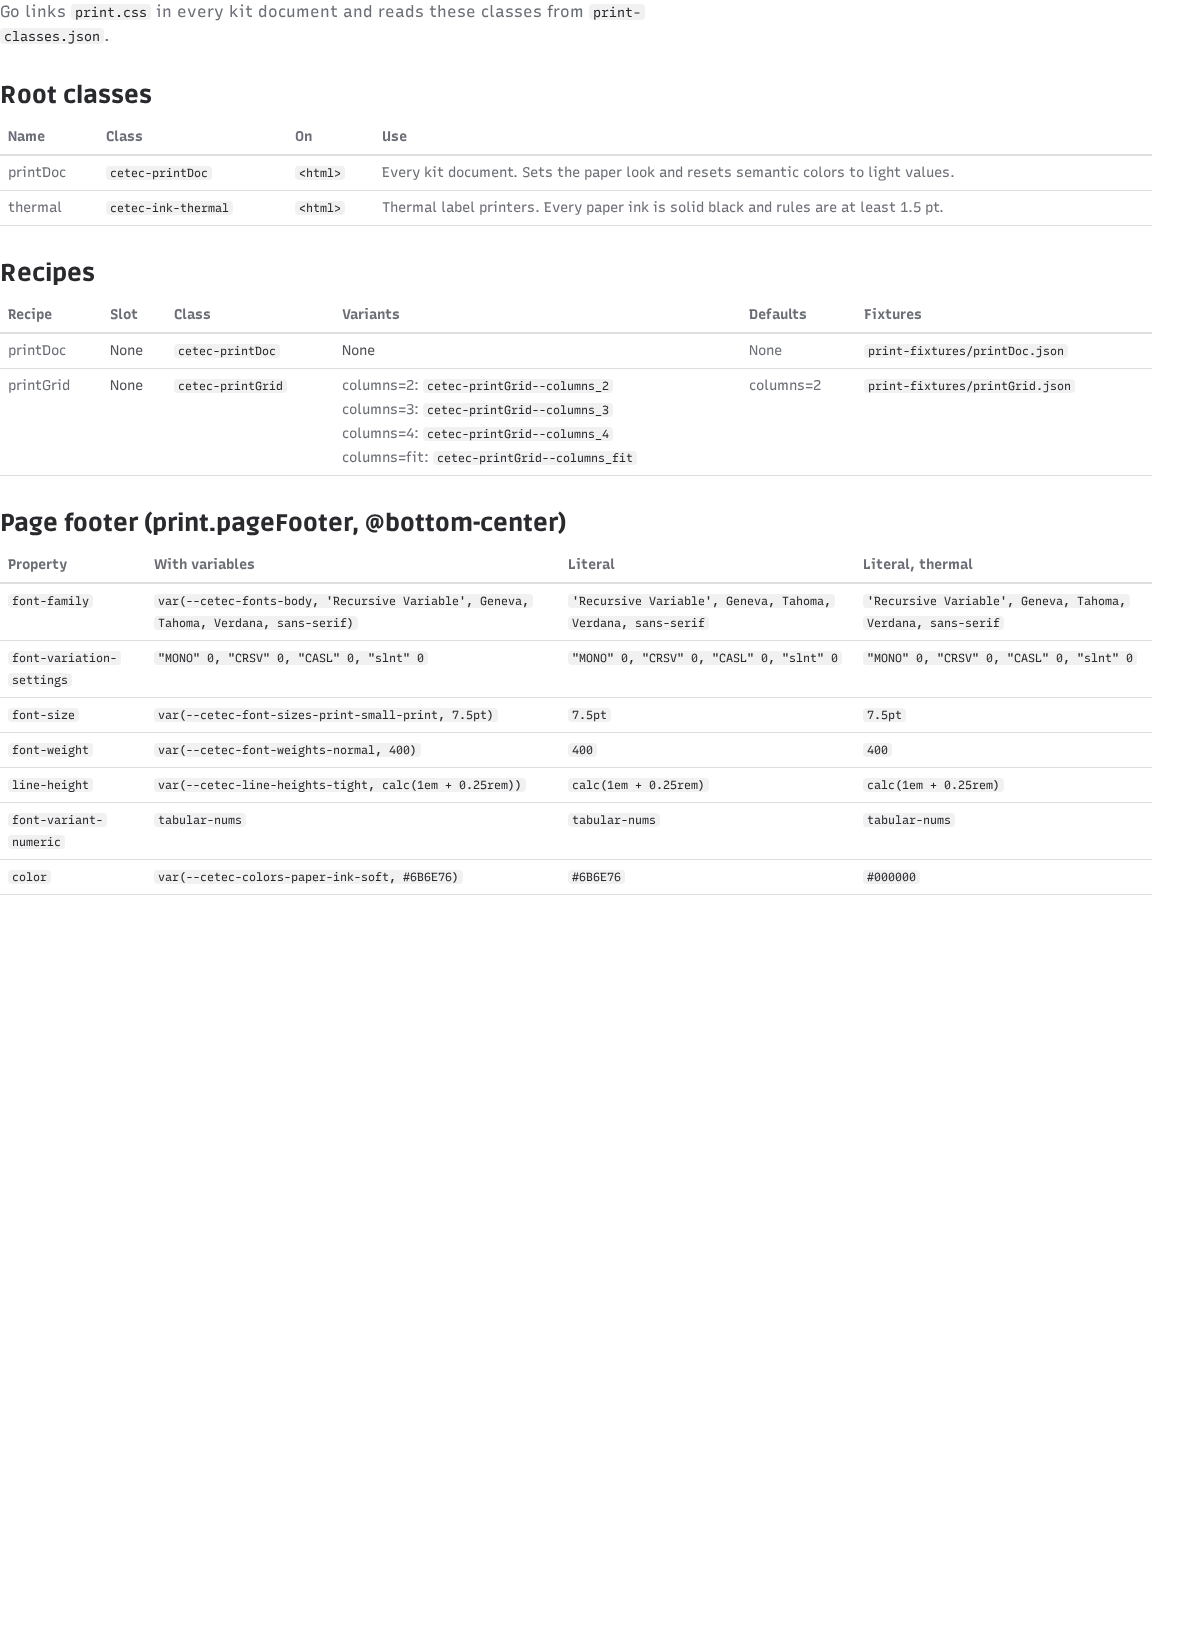 Go links print.css in every kit document and reads these classes from print-
classes.json.
Root classes
Name Class On Use
printDoc cetec-printDoc <html> Every kit document. Sets the paper look and resets semantic colors to light values.
thermal cetec-ink-thermal <html> Thermal label printers. Every paper ink is solid black and rules are at least 1.5 pt.
Recipes
Recipe Slot Class Variants Defaults Fixtures
printDoc None cetec-printDoc None None print-fixtures/printDoc.json
printGrid None cetec-printGrid columns=2: cetec-printGrid--columns_2 columns=2 print-fixtures/printGrid.json
columns=3: cetec-printGrid--columns_3
columns=4: cetec-printGrid--columns_4
columns=fit: cetec-printGrid--columns_fit
Page footer (print.pageFooter, @bottom-center)
Property With variables Literal Literal, thermal
font-family var(--cetec-fonts-body, 'Recursive Variable', Geneva, 'Recursive Variable', Geneva, Tahoma, 'Recursive Variable', Geneva, Tahoma,
Tahoma, Verdana, sans-serif) Verdana, sans-serif Verdana, sans-serif
font-variation- "MONO" 0, "CRSV" 0, "CASL" 0, "slnt" 0 "MONO" 0, "CRSV" 0, "CASL" 0, "slnt" 0 "MONO" 0, "CRSV" 0, "CASL" 0, "slnt" 0
settings
font-size var(--cetec-font-sizes-print-small-print, 7.5pt) 7.5pt 7.5pt
font-weight var(--cetec-font-weights-normal, 400) 400 400
line-height var(--cetec-line-heights-tight, calc(1em + 0.25rem)) calc(1em + 0.25rem) calc(1em + 0.25rem)
font-variant- tabular-nums tabular-nums tabular-nums
numeric
color var(--cetec-colors-paper-ink-soft, #6B6E76) #6B6E76 #000000